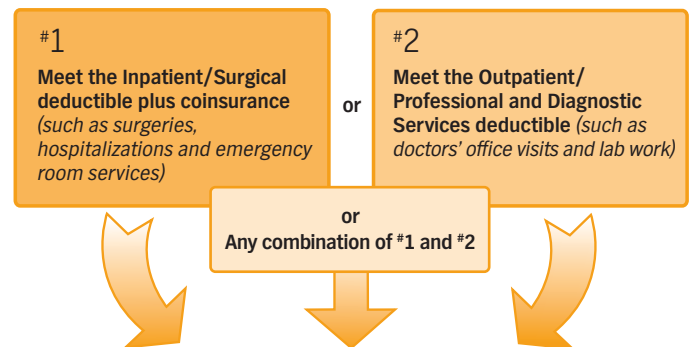 #1
Meet the Inpatient/Surgical
deductible plus coinsurance
(such as surgeries,
hospitalizations and emergency
room services)
or
#2
Meet the Outpatient/
Professional and Diagnostic
Services deductible (such as
doctors’ office visits and lab work)
or
Any combination of #1 and #2